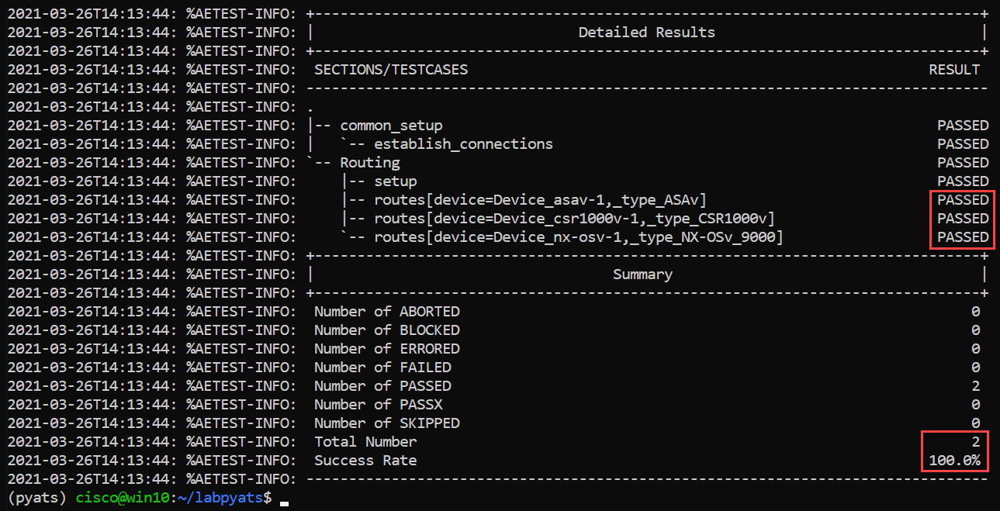 2021-03-26T14:13:44: %AETEST-INFO: +------------------------------------------------------------------------------+
2021-03-26T14:13:44: %AETEST-INFO: |                               Detailed Results                               |
2021-03-26T14:13:44: %AETEST-INFO: +------------------------------------------------------------------------------+
2021-03-26T14:13:44: %AETEST-INFO:  SECTIONS/TESTCASES                                                      RESULT
2021-03-26T14:13:44: %AETEST-INFO: --------------------------------------------------------------------------------
2021-03-26T14:13:44: %AETEST-INFO: .
2021-03-26T14:13:44: %AETEST-INFO: |-- common_setup                                                          PASSED
2021-03-26T14:13:44: %AETEST-INFO: |   `-- establish_connections                                             PASSED
2021-03-26T14:13:44: %AETEST-INFO: `-- Routing                                                               PASSED
2021-03-26T14:13:44: %AETEST-INFO:     |-- setup                                                             PASSED
2021-03-26T14:13:44: %AETEST-INFO:     |-- routes[device=Device_asav-1,_type_ASAv]                           PASSED
2021-03-26T14:13:44: %AETEST-INFO:     |-- routes[device=Device_csr1000v-1,_type_CSR1000v]                   PASSED
2021-03-26T14:13:44: %AETEST-INFO:     `-- routes[device=Device_nx-osv-1,_type_NX-OSv_9000]                  PASSED
2021-03-26T14:13:44: %AETEST-INFO: +------------------------------------------------------------------------------+
2021-03-26T14:13:44: %AETEST-INFO: |                                   Summary                                    |
2021-03-26T14:13:44: %AETEST-INFO: +------------------------------------------------------------------------------+
2021-03-26T14:13:44: %AETEST-INFO:  Number of ABORTED                                                            0
2021-03-26T14:13:44: %AETEST-INFO:  Number of BLOCKED                                                            0
2021-03-26T14:13:44: %AETEST-INFO:  Number of ERRORED                                                            0
2021-03-26T14:13:44: %AETEST-INFO:  Number of FAILED                                                             0
2021-03-26T14:13:44: %AETEST-INFO:  Number of PASSED                                                             2
2021-03-26T14:13:44: %AETEST-INFO:  Number of PASSX                                                              0
2021-03-26T14:13:44: %AETEST-INFO:  Number of SKIPPED                                                            0
2021-03-26T14:13:44: %AETEST-INFO:  Total Number                                                                 2
2021-03-26T14:13:44: %AETEST-INFO:  Success Rate                                                            100.0%
2021-03-26T14:13:44: %AETEST-INFO: --------------------------------------------------------------------------------
(pyats) cisco@win10:~/labpyats$